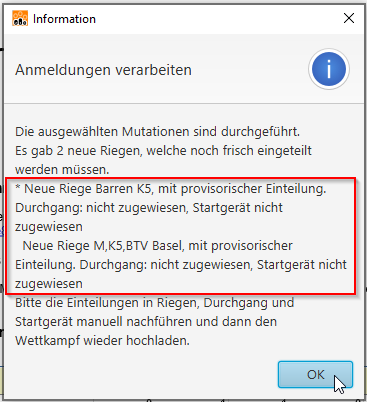 Information
Anmeldungen verarbeiten
Die ausgewählten Mutationen sind durchgeführt.
Es gab 2 neue Riegen, welche noch frisch eingeteilt
werden müssen.
* Neue Riege Barren K5, mit provisorischer Einteilung.
Durchgang: nicht zugewiesen, Startgerät nicht
zugewiesen
Neue Riege M,K5,BTV Basel, mit provisorischer
Einteilung. Durchgang: nicht zugewiesen, Startgerät nicht
zugewiesen
Bitte die Einteilungen in Riegen, Durchgang und
Startgerät manuell nachführen und dann den
Wettkampf wieder hochladen.
OK